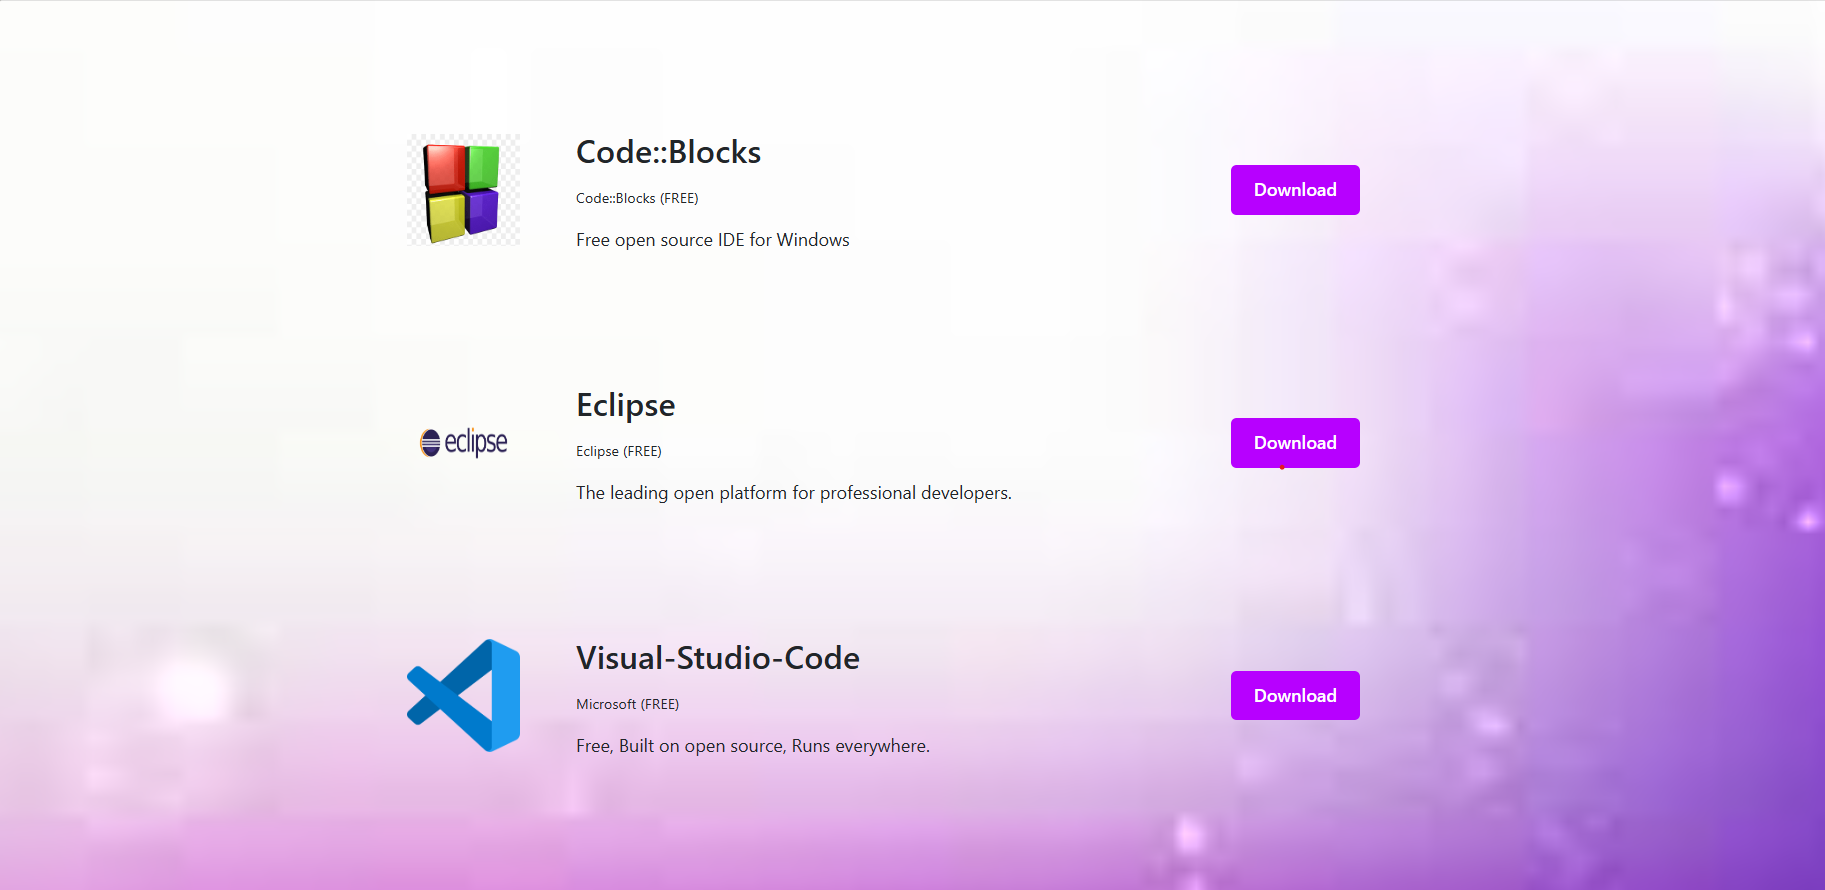 Code::Blocks
Code::Blocks (FREE)
Download
Free open source IDE for Windows
Eclipse
eclipse
Eclipse (FREE)
Download
The leading open platform for professional developers.
Visual-Studio-Code
Microsoft (FREE)
Download
Free, Built on open source, Runs everywhere.